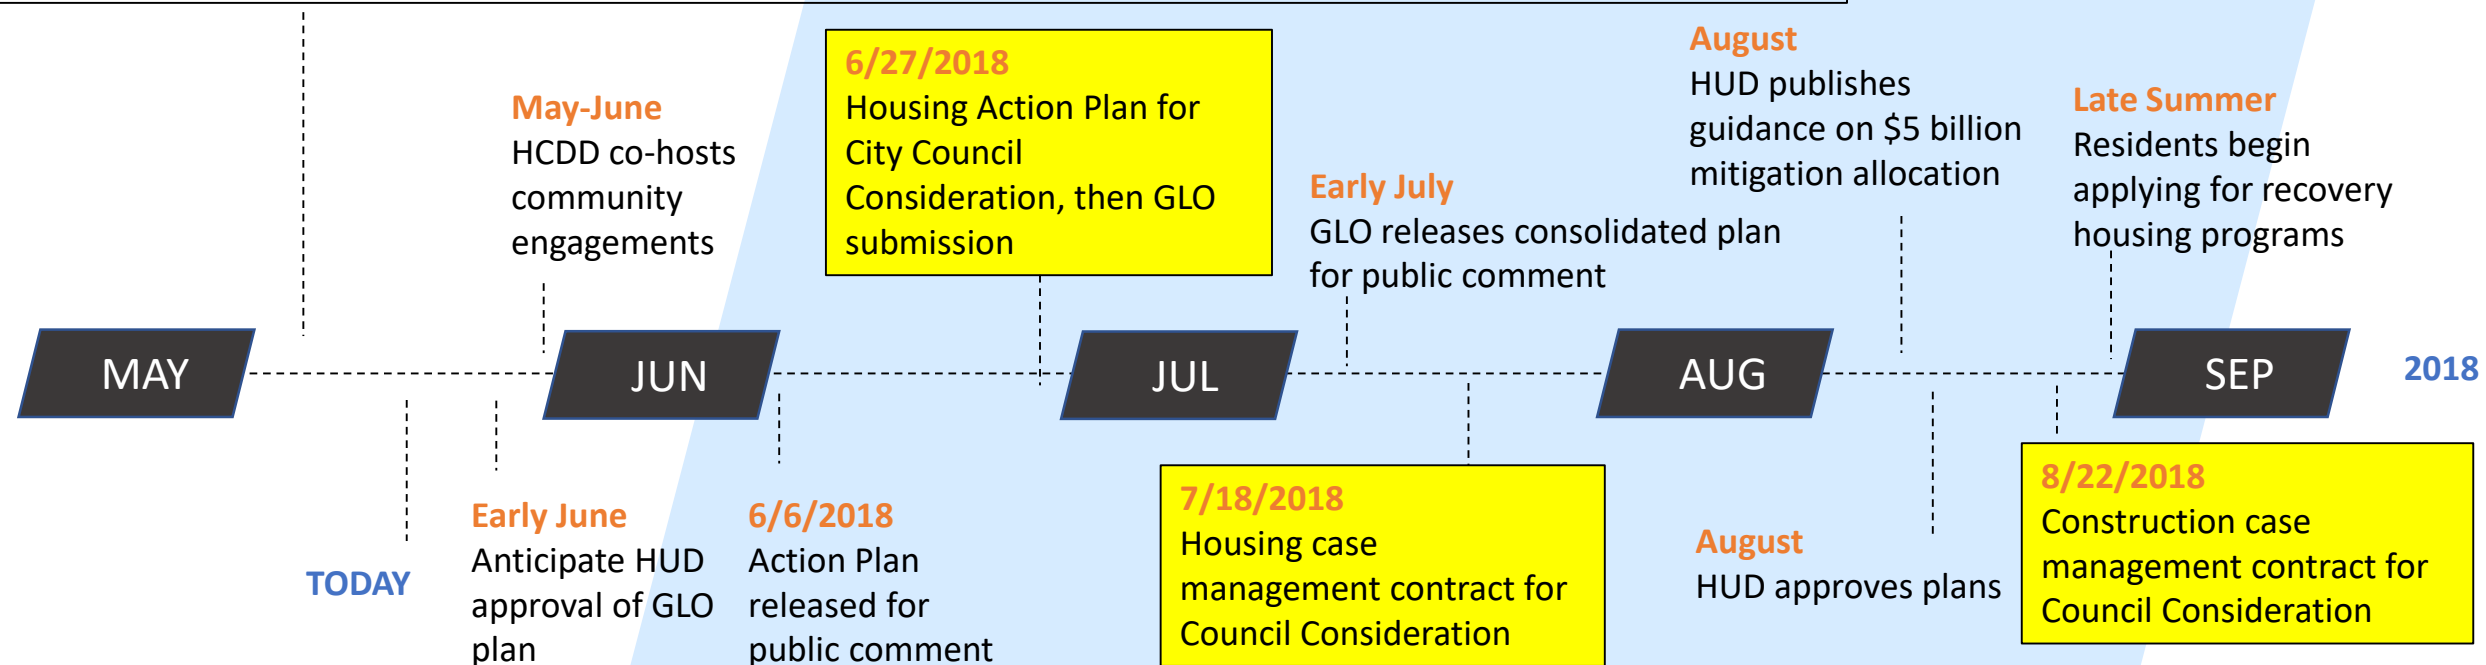 May-June
HCDD co-hosts
community
engagements
6/27/2018
Housing Action Plan for
City Council
Consideration, then GLO
submission
Early July
GLO releases consolidated plan
for public comment
August
HUD publishes
guidance on $5 billion
mitigation allocation
Late Summer
Residents begin
applying for recovery
housing programs
MAY
JUN
JUL
AUG
SEP
2018
TODAY
Early June
Anticipate HUD
approval of GLO
plan
6/6/2018
Action Plan
released for
public comment
7/18/2018
Housing case
management contract for
Council Consideration
August
HUD approves plans
8/22/2018
Construction case
management contract for
Council Consideration